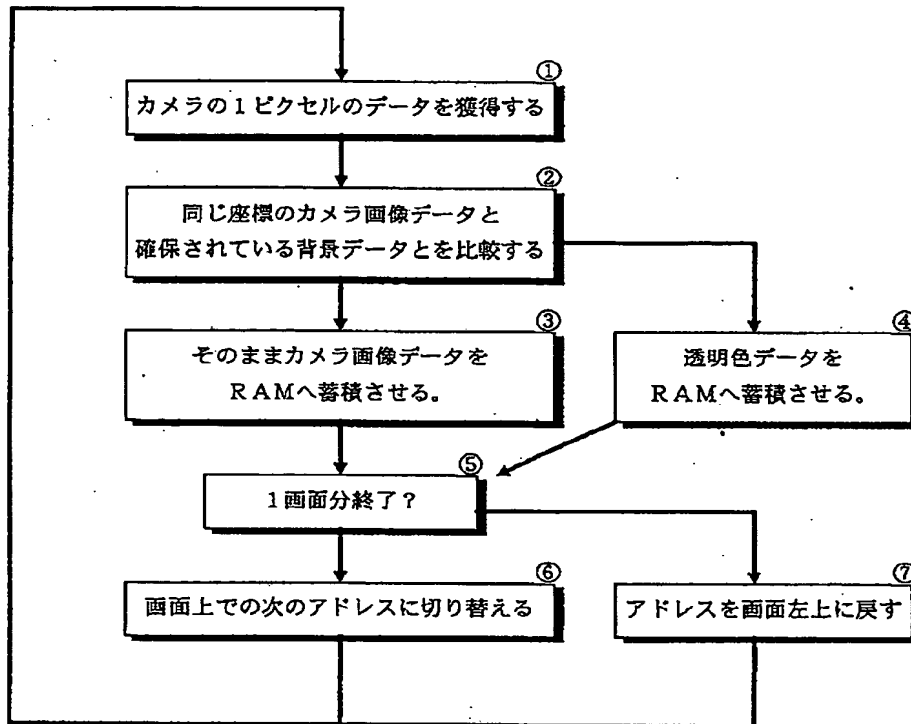 ①
カメラの1ピクセルのデータを獲得する
②
同じ座標のカメラ画像データと
確保されている背景データとを比較する
③
そのままカメラ画像データを
RAMへ蓄積させる。
④
透明色データを
RAMへ蓄積させる。
⑤
1画面分終了?
⑥
画面上での次のアドレスに切り替える
⑦
アドレスを画面左上に戻す